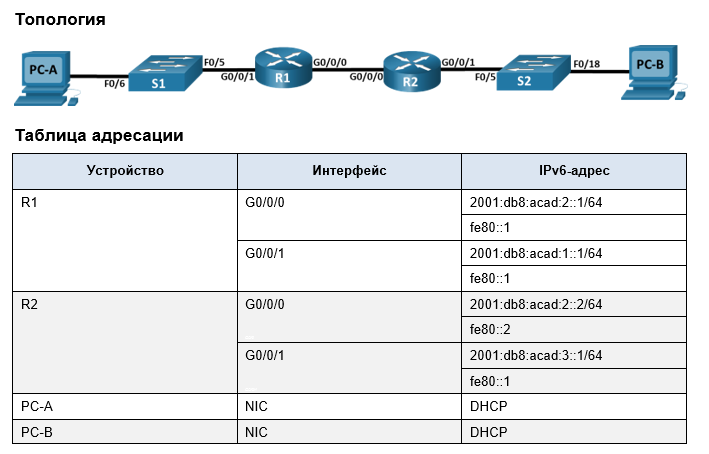 Топология
PC-A F0/6 S1 F0/5 G0/0/1 R1 G0/0/0 G0/0/0 R2 G0/0/1 F0/5 S2 F0/18 PC-B
Таблица адресации
Устройство Интерфейс IPv6-адрес
R1 G0/0/0 2001:db8:acad:2::1/64
fe80::1
G0/0/1 2001:db8:acad:1::1/64
fe80::1
R2 G0/0/0 2001:db8:acad:2::2/64
fe80::2
G0/0/1 2001:db8:acad:3::1/64
fe80::1
PC-A NIC DHCP
PC-B NIC DHCP